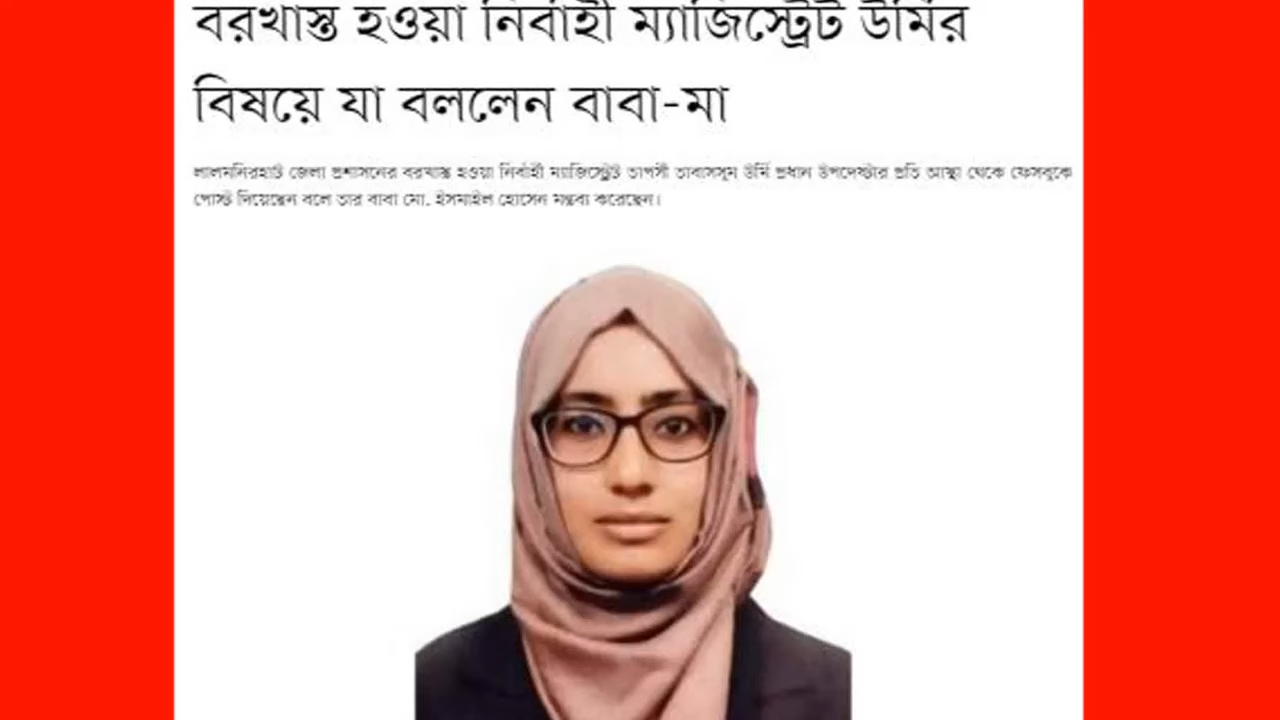 বরখাস্ত হওয়া নির্বাহী ম্যাজিস্ট্রেট উর্মির
বিষয়ে যা বললেন বাবা-মা
লালমনিরহাট জেলা প্রশাসনের বরখাস্ত হওয়া নির্বাহী ম্যাজিস্ট্রেট তাপসী তাবাসসুম উর্মি প্রধান উপদেষ্টার প্রতি আস্থা থেকে ফেসবুকে
পোস্ট দিয়েছেন বলে তার বাবা মো. ইসমাইল হোসেন মন্তব্য করেছেন।